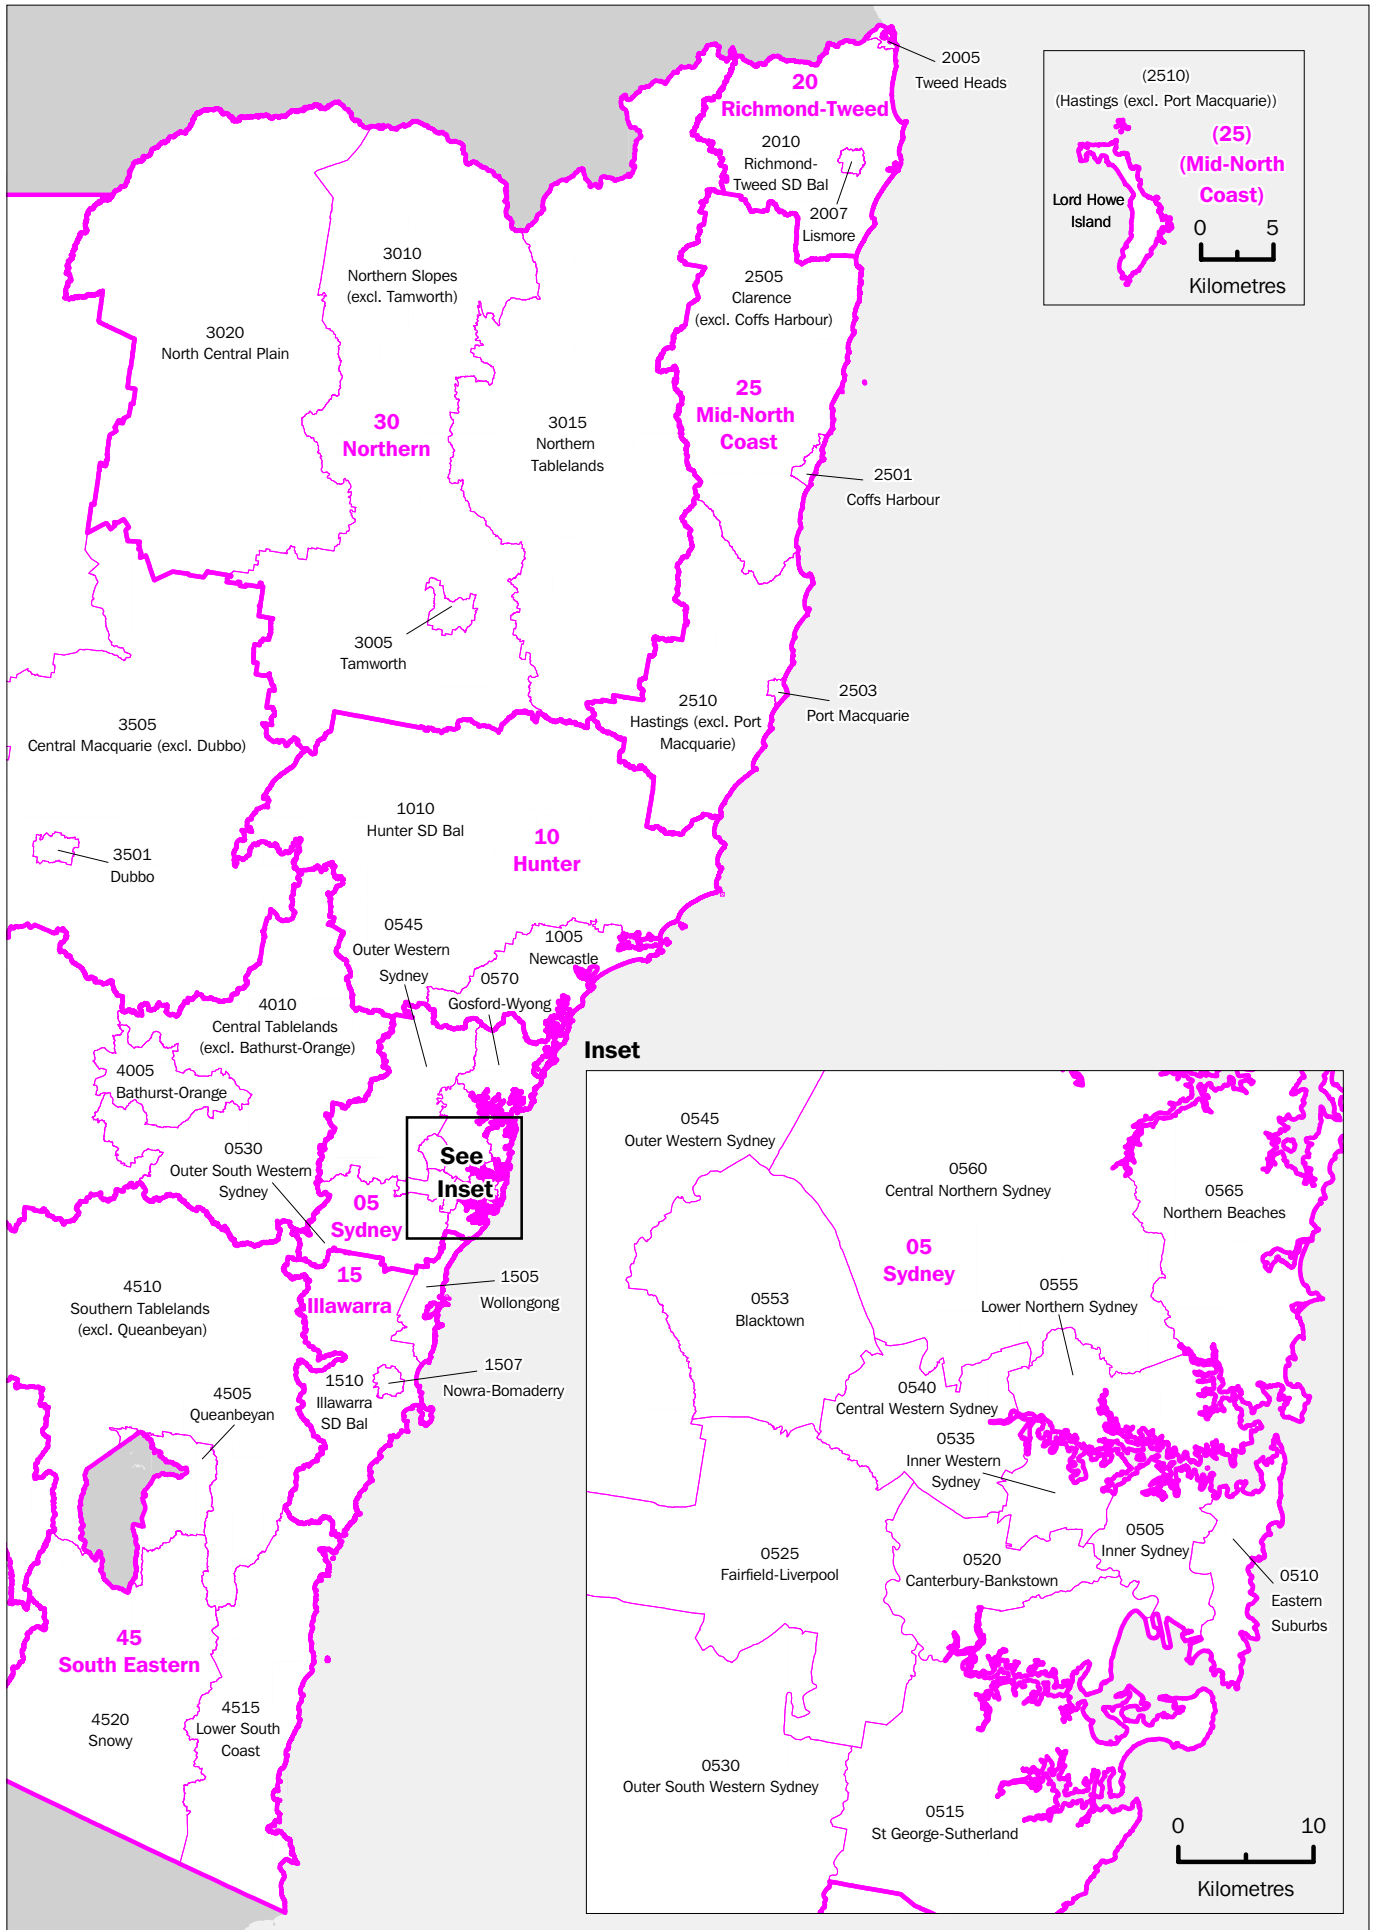 2005
Tweed Heads
20
Richmond-Tweed
2010
Richmond-
Tweed SD Bal
2007
Lismore
(2510)
(Hastings (excl. Port Macquarie))
(25)
(Mid-North
Coast)
Lord Howe
Island
0 5
Kilometres
3010
Northern Slopes
(excl. Tamworth)
2505
Clarence
(excl. Coffs Harbour)
3020
North Central Plain
30
Northern
3015
Northern
Tablelands
25
Mid-North
Coast
2501
Coffs Harbour
3005
Tamworth
2510
Hastings (excl. Port
Macquarie)
2503
Port Macquarie
3505
Central Macquarie (excl. Dubbo)
1010
Hunter SD Bal
10
Hunter
3501
Dubbo
0545
Outer Western
Sydney
1005
Newcastle
0570
Gosford-Wyong
4010
Central Tablelands
(excl. Bathurst-Orange)
4005
Bathurst-Orange
0530
Outer South Western
Sydney
See
Inset
05
Sydney
15
Illawarra
1505
Wollongong
4510
Southern Tablelands
(excl. Queanbeyan)
1507
Nowra-Bomaderry
1510
Illawarra
SD Bal
4505
Queanbeyan
45
South Eastern
4520
Snowy
4515
Lower South
Coast
Inset
0545
Outer Western Sydney
0560
Central Northern Sydney
0565
Northern Beaches
05
Sydney
0553
Blacktown
0555
Lower Northern Sydney
0540
Central Western Sydney
0535
Inner Western
Sydney
0505
Inner Sydney
0525
Fairfield-Liverpool
0520
Canterbury-Bankstown
0510
Eastern
Suburbs
0530
Outer South Western Sydney
0515
St George-Sutherland
0 10
Kilometres